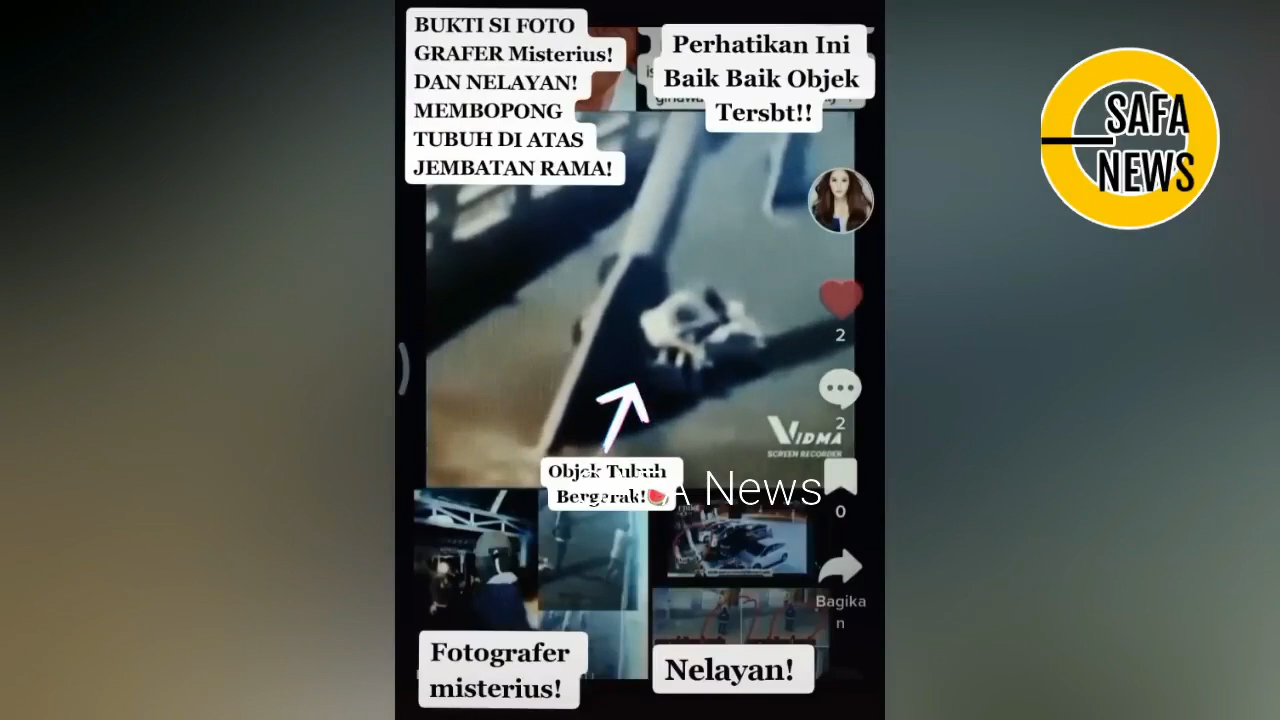 BUKTI SI FOTO
GRAFER Misterius!
DAN NELAYAN!
MEMBOPONG
TUBUH DI ATAS
JEMBATAN RAMA!
Perhatikan Ini
Baik Baik Objek
Tersbt!!
SAFA
NEWS
2
2
VIDMA
SCREEN RECORDER
Objek Tubuh
Bergerak!🍉
A News
0
Bagika
n
Fotografer
misterius!
Nelayan!